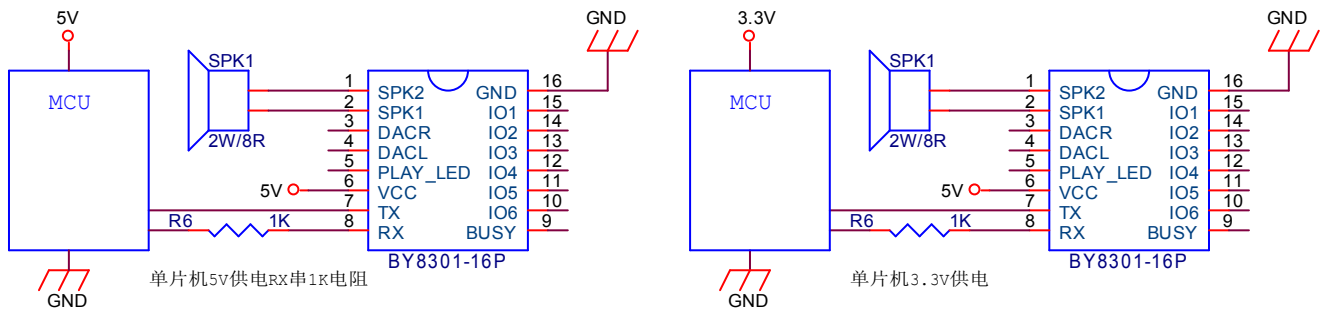 5V
GND
SPK1
MCU
2W/8R
1 SPK2 GND 16
2 SPK1 IO1 15
3 DACR IO2 14
4 DACL IO3 13
5 PLAY_LED IO4 12
5V 6 VCC IO5 11
7 TX IO6 10
R6 1K 8 RX BUSY 9
BY8301-16P
单片机5V供电RX串1K电阻
GND
3.3V
GND
SPK1
MCU
2W/8R
1 SPK2 GND 16
2 SPK1 IO1 15
3 DACR IO2 14
4 DACL IO3 13
5 PLAY_LED IO4 12
5V 6 VCC IO5 11
7 TX IO6 10
R6 1K 8 RX BUSY 9
BY8301-16P
单片机3.3V供电
GND